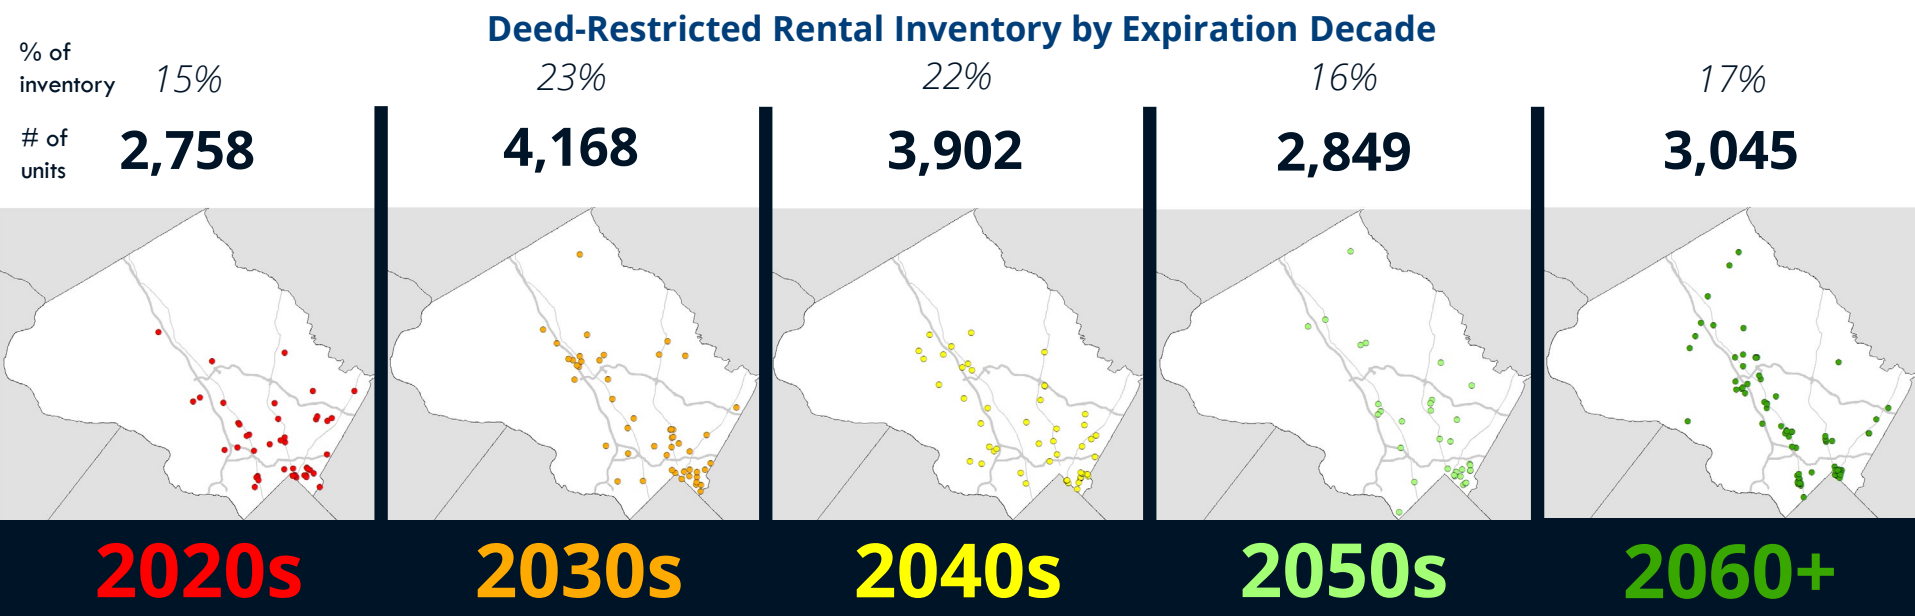 Deed-Restricted Rental Inventory by Expiration Decade
% of
inventory
15%
23%
22%
16%
17%
# of
units
2,758
4,168
3,902
2,849
3,045
2020s
2030s
2040s
2050s
2060+